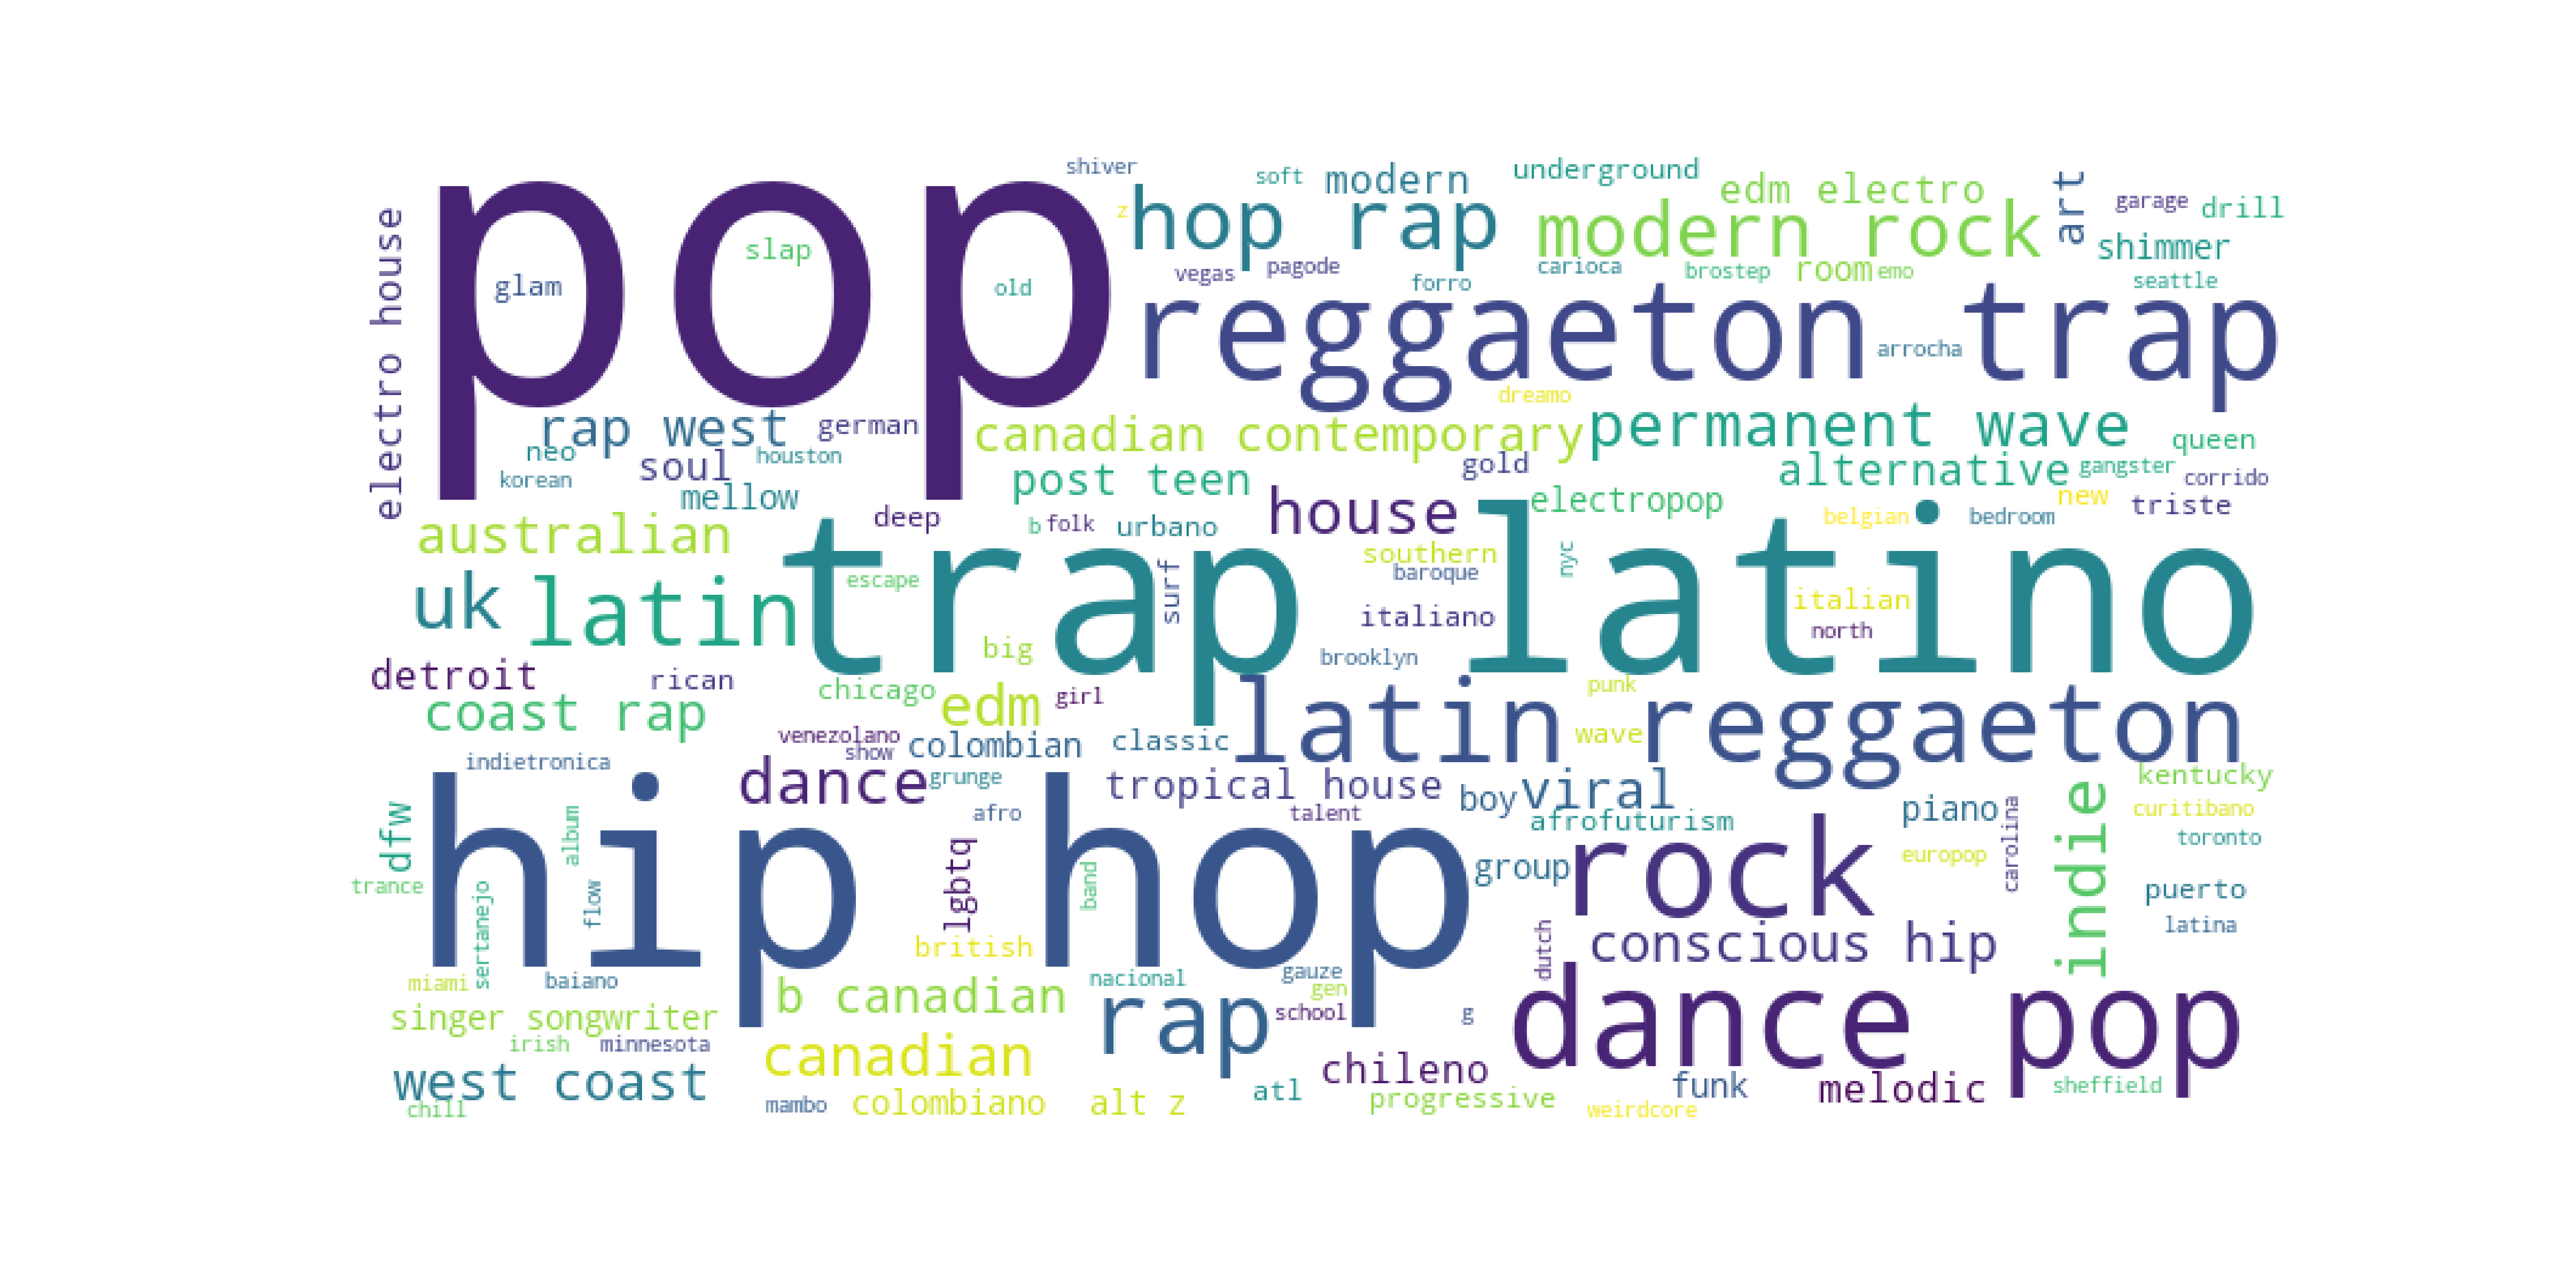 pop
shiver
soft
modern
underground
edm electro
art
garage
drill
z
hop rap
modern rock
shimmer
electro house
slap
glam
old
vegas
pagode
forro
carioca
brostep
room
emo
seattle
reggaeton trap
arrocha
dreamo
rap west
german
canadian contemporary
permanent wave
queen
neo
soul
houston
korean
mellow
post teen
gold
alternative
gangster
corrido
deep
house
electropop
new
triste
australian
b
folk
urbano
belgian
bedroom
trap latino
southern
nyc
baroque
escape
surf
uk
latin
italiano
italian
north
big
brooklyn
detroit
rican
chicago
edm
girl
punk
coast rap
latin reggaeton
venezolano
show
colombian
classic
wave
indietronica
dance
grunge
tropical house
boy
viral
indie
kentucky
hip hop
dfw
album
afro
talent
afrofuturism
piano
carolina
curitibano
toronto
rock
group
europop
trance
sertanejo
flow
lgbtq
band
puerto
latina
british
conscious hip
dutch
miami
baiano
b canadian
nacional
gauze
gen
rap
school
g
dance pop
singer songwriter
irish
minnesota
canadian
west coast
chileno
funk
melodic
sheffield
chill
mambo
colombiano
alt z
atl
progressive
weirdcore